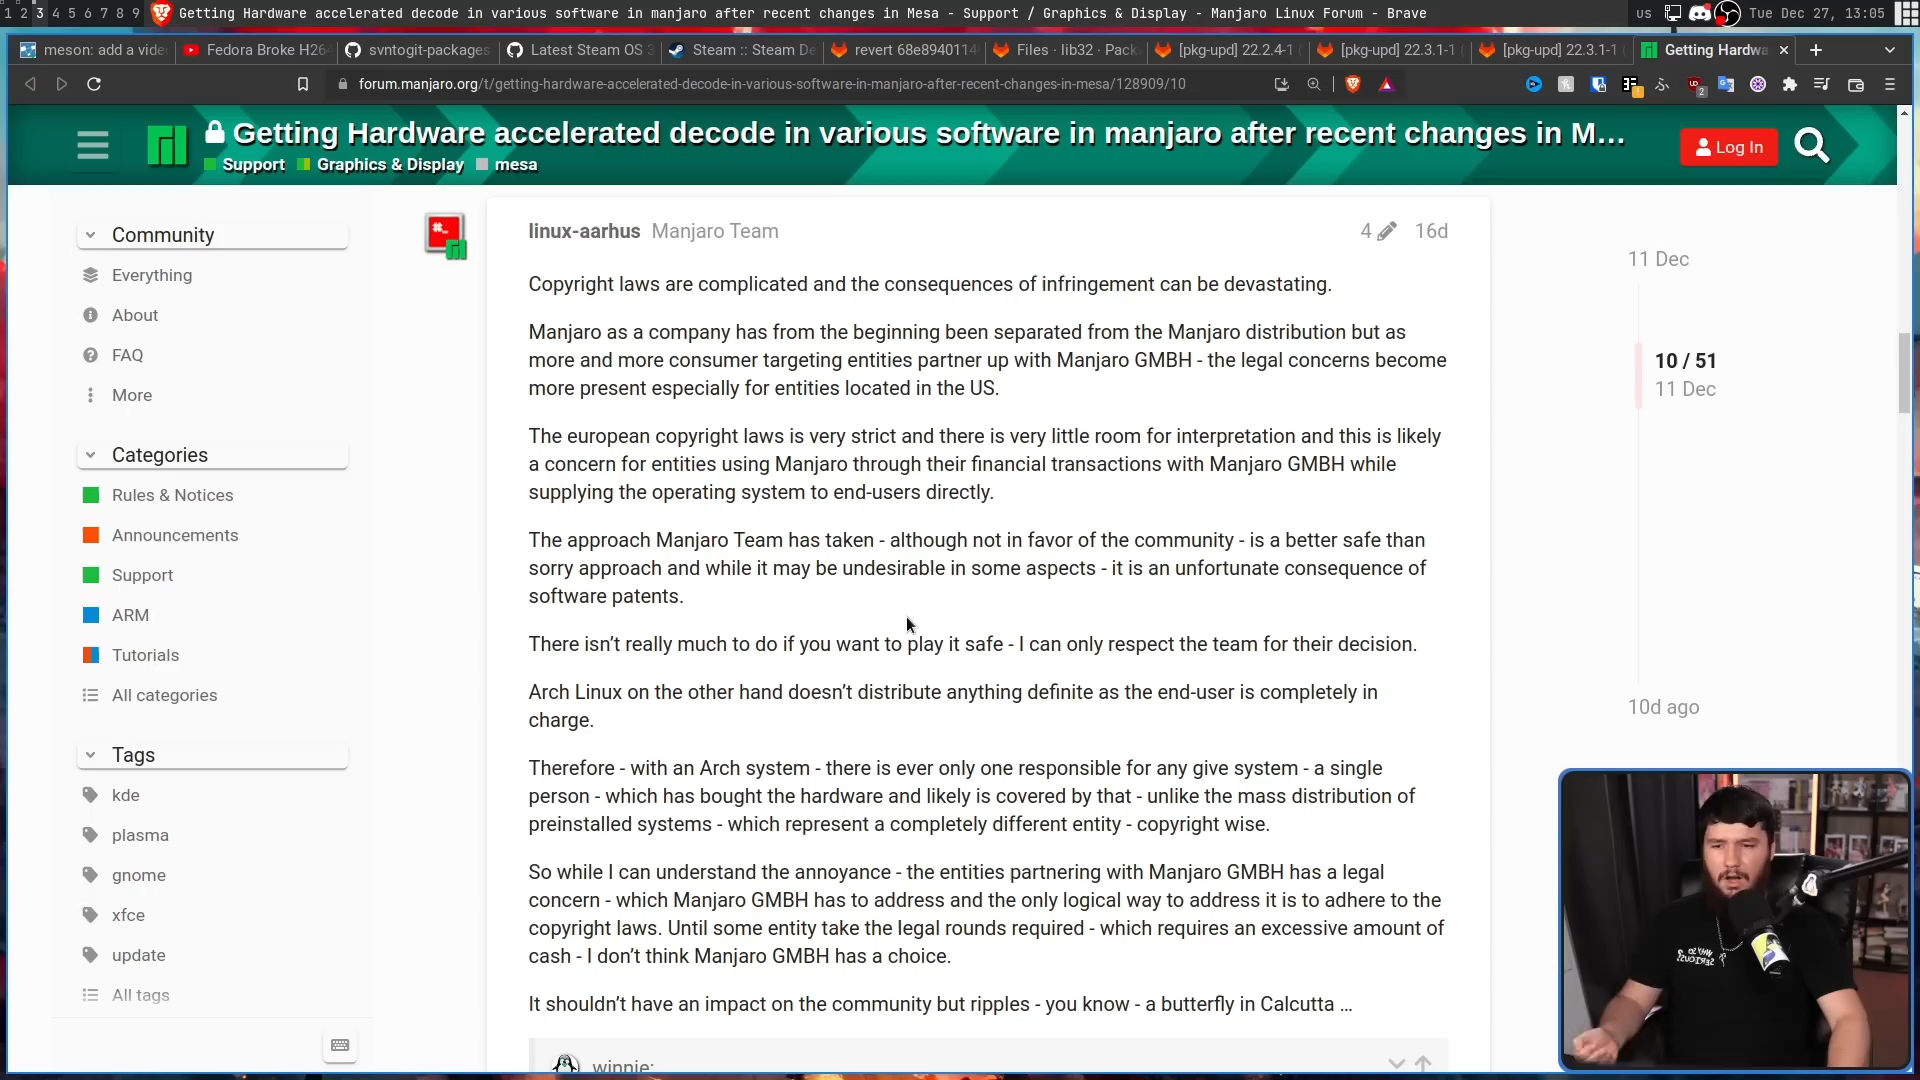 1 2 3 4 5 6 7 8 9 Getting Hardware accelerated decode in various software in manjaro after recent changes in Mesa - Support / Graphics & Display - Manjaro Linux Forum - Brave us Tue Dec 27, 13:05
meson: add a vide Fedora Broke H264 svntogit-packages Latest Steam OS 3 Steam :: Steam De revert 68e8940114 Files · lib32 · Pack [pkg-upd] 22.2.4-1 [pkg-upd] 22.3.1-1 [pkg-upd] 22.3.1-1 Getting Hardwa
forum.manjaro.org/t/getting-hardware-accelerated-decode-in-various-software-in-manjaro-after-recent-changes-in-mesa/128909/10
Getting Hardware accelerated decode in various software in manjaro after recent changes in M...
Support Graphics & Display mesa
Log In
Community
Everything
About
FAQ
More
Categories
Rules & Notices
Announcements
Support
ARM
Tutorials
All categories
Tags
kde
plasma
gnome
xfce
update
All tags
linux-aarhus Manjaro Team 4 16d
Copyright laws are complicated and the consequences of infringement can be devastating.
Manjaro as a company has from the beginning been separated from the Manjaro distribution but as
more and more consumer targeting entities partner up with Manjaro GMBH - the legal concerns become
more present especially for entities located in the US.
The european copyright laws is very strict and there is very little room for interpretation and this is likely
a concern for entities using Manjaro through their financial transactions with Manjaro GMBH while
supplying the operating system to end-users directly.
The approach Manjaro Team has taken - although not in favor of the community - is a better safe than
sorry approach and while it may be undesirable in some aspects - it is an unfortunate consequence of
software patents.
There isn't really much to do if you want to play it safe - I can only respect the team for their decision.
Arch Linux on the other hand doesn't distribute anything definite as the end-user is completely in
charge.
Therefore - with an Arch system - there is ever only one responsible for any give system - a single
person - which has bought the hardware and likely is covered by that - unlike the mass distribution of
preinstalled systems - which represent a completely different entity - copyright wise.
So while I can understand the annoyance - the entities partnering with Manjaro GMBH has a legal
concern - which Manjaro GMBH has to address and the only logical way to address it is to adhere to the
copyright laws. Until some entity take the legal rounds required - which requires an excessive amount of
cash - I don't think Manjaro GMBH has a choice.
It shouldn't have an impact on the community but ripples - you know - a butterfly in Calcutta ...
winnie:
11 Dec
10 / 51
11 Dec
10d ago